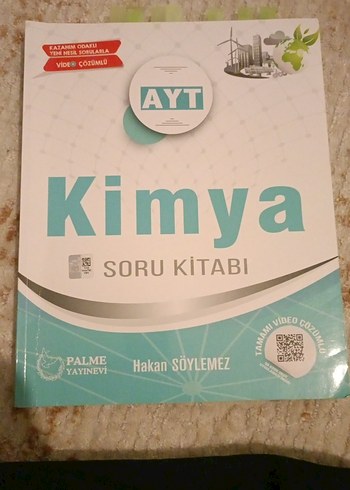 KAZANIM ODAKLI
YENİ NESİL SORULARLA
VİDEO ÇÖZÜMLÜ
AYT
Kimya
SORU KİTABI
PALME
YAYINEVİ
Hakan SÖYLEMEZ
TAMAMI VİDEO ÇÖZÜMLÜ